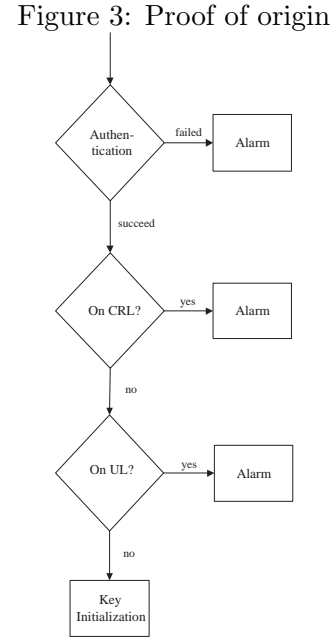 Figure 3: Proof of origin
Authen-
tication
failed
Alarm
succeed
On CRL?
yes
Alarm
no
On UL?
yes
Alarm
no
Key
Initialization